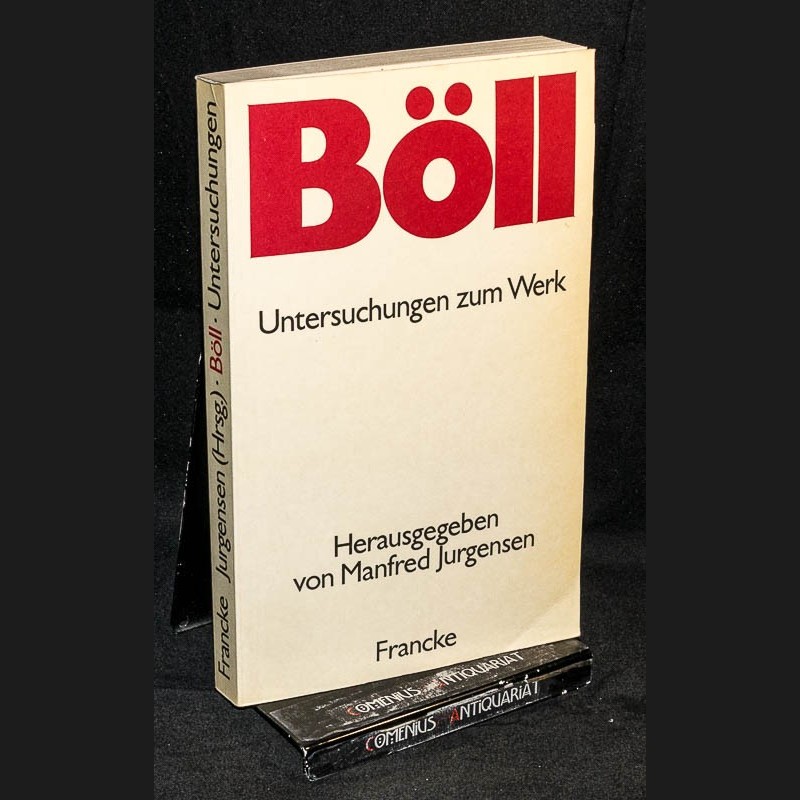 Böll
Untersuchungen zum Werk
Herausgegeben
von Manfred Jurgensen
Francke
Francke Jurgensen (Hrsg.) · Böll · Untersuchungen
COMENIUS ANTIQUARIAT
COMENIUS ANTIQUARIAT